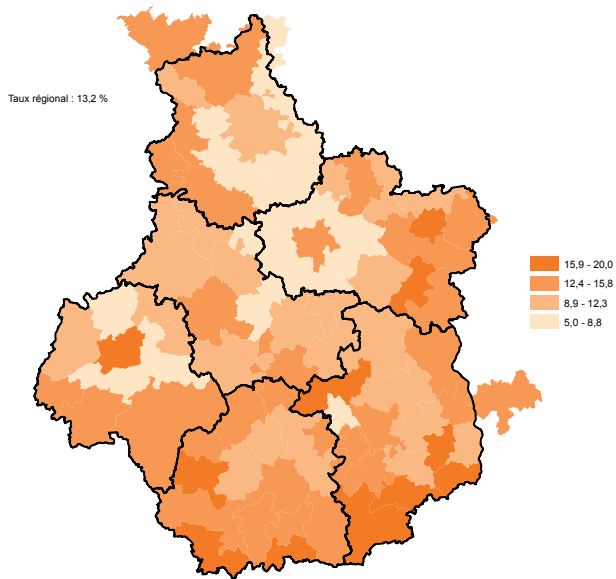 Taux régional : 13,2 %
15,9 - 20,0
12,4 - 15,8
8,9 - 12,3
5,0 - 8,8